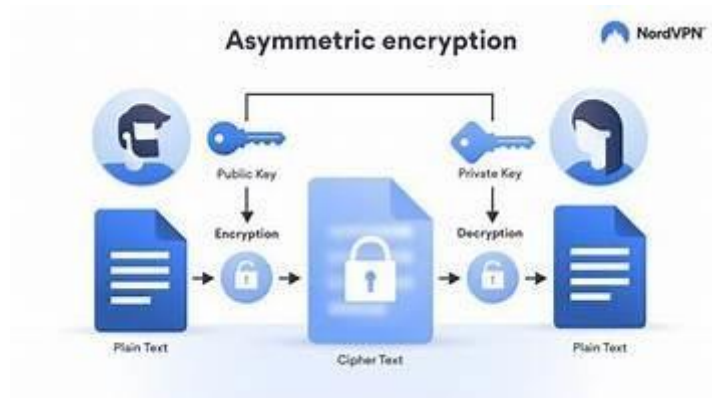 Asymmetric encryption
NordVPN®
Public Key
Private Key
Encryption
Decryption
Plain Text
Cipher Text
Plain Text